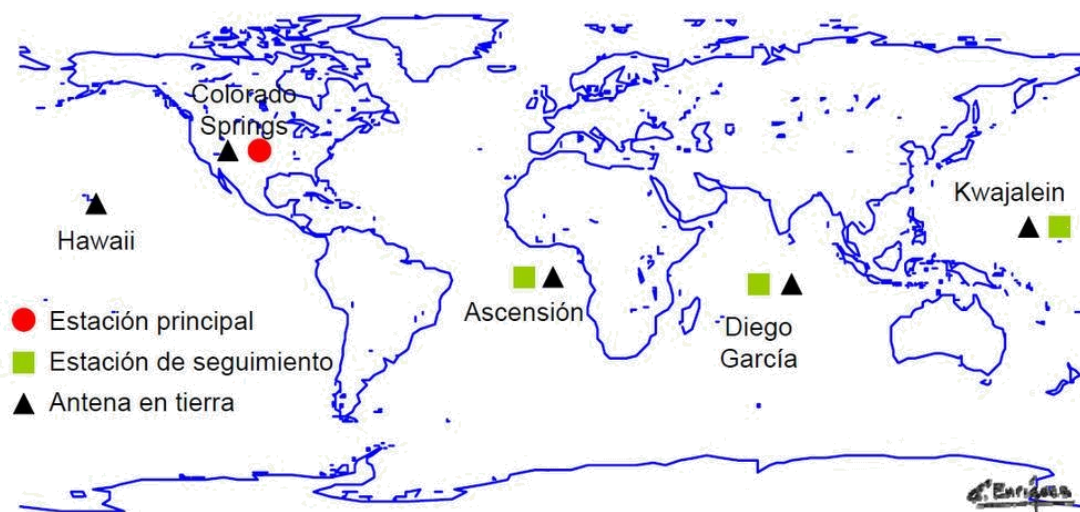 Colorado
Springs
Kwajalein
Hawaii
Ascensión
Diego
García
Estación principal
Estación de seguimiento
Antena en tierra